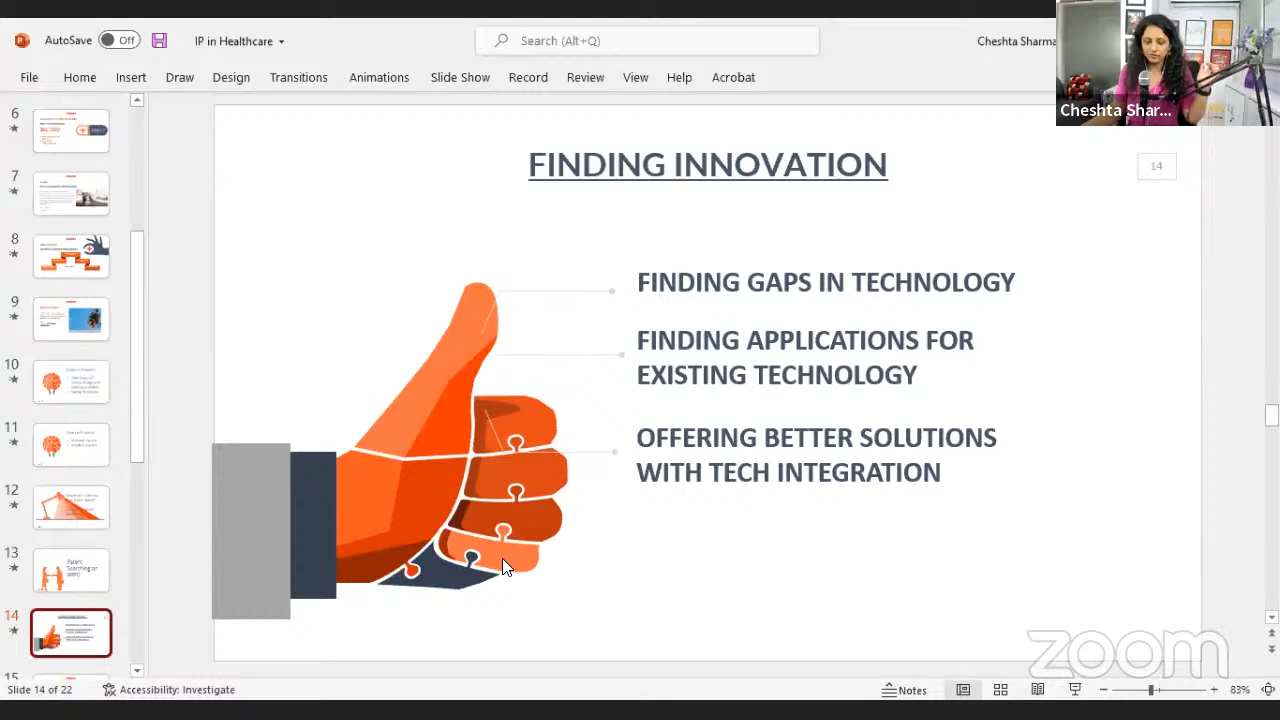 AutoSave
Off
IP in Healthcare
Search (Alt+Q)
Cheshta Sharma
File Home Insert Draw Design Transitions Animations Slide Show Record Review View Help Acrobat
Cheshta Shar...
6
7
8
9
10
11
12
13
14
15
FINDING INNOVATION
14
FINDING GAPS IN TECHNOLOGY
FINDING APPLICATIONS FOR
EXISTING TECHNOLOGY
OFFERING BETTER SOLUTIONS
WITH TECH INTEGRATION
zoom
Slide 14 of 22
Accessibility: Investigate
Notes
83%